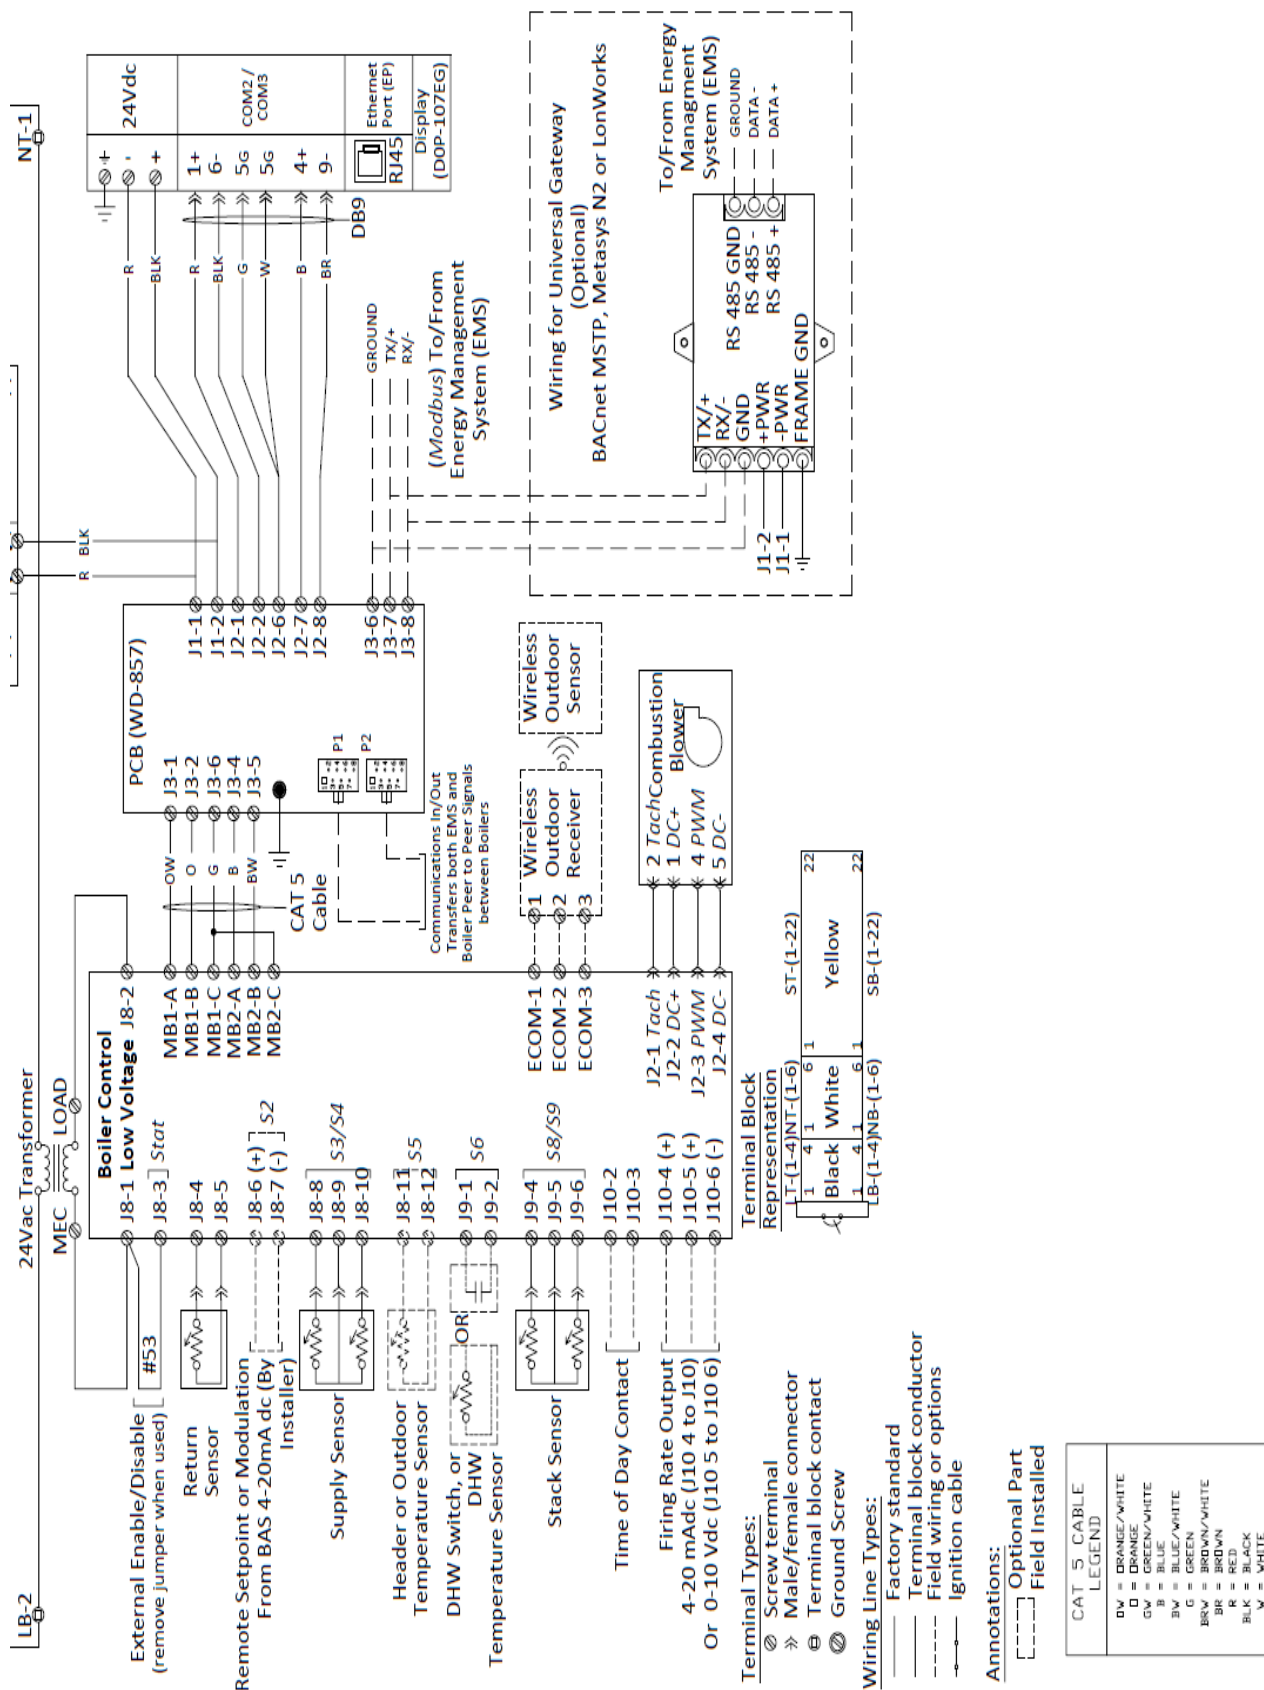 LB-2
NT-1
24Vac Transformer
MEC
LOAD
Boiler Control
Low Voltage
J8-1
J8-2
J8-3
Stat
J8-4
J8-5
J8-6 (+)
J8-7 (-)
S2
J8-8
J8-9
J8-10
S3/S4
J8-11
J8-12
S5
J9-1
J9-2
S6
J9-4
J9-5
J9-6
S8/S9
J10-2
J10-3
J10-4 (+)
J10-5 (+)
J10-6 (-)
#53
External Enable/Disable
(remove jumper when used)
Return
Sensor
Remote Setpoint or Modulation
From BAS 4-20mA dc (By
Installer)
Supply Sensor
Header or Outdoor
Temperature Sensor
DHW Switch, or
DHW
Temperature Sensor
OR
Stack Sensor
Time of Day Contact
Firing Rate Output
4-20 mAdc (J10 4 to J10)
Or 0-10 Vdc (J10 5 to J10 6)
MB1-A
MB1-B
MB1-C
MB2-A
MB2-B
MB2-C
OW
O
G
B
BW
CAT 5
Cable
ECOM-1
ECOM-2
ECOM-3
1
2
3
Wireless
Outdoor
Receiver
Wireless
Outdoor
Sensor
J2-1 Tach
J2-2 DC+
J2-3 PWM
J2-4 DC-
2 Tach
1 DC+
4 PWM
5 DC-
Combustion
Blower
PCB (WD-857)
J3-1
J3-2
J3-6
J3-4
J3-5
P1
P2
Communications In/Out
Transfers both EMS and
Boiler Peer to Peer Signals
between Boilers
J1-1
J1-2
J2-1
J2-2
J2-6
J2-7
J2-8
J3-6
J3-7
J3-8
R
BLK
R
BLK
R
BLK
G
W
B
BR
DB9
24Vdc
-
+
COM2 /
COM3
1+
6-
5G
5G
4+
9-
Ethernet
Port (EP)
RJ45
Display
(DOP-107EG)
GROUND
TX/+
RX/-
(Modbus) To/From
Energy Management
System (EMS)
Wiring for Universal Gateway
(Optional)
BACnet MSTP, Metasys N2 or LonWorks
To/From Energy
Managment
System (EMS)
GROUND
DATA -
DATA +
RS 485 GND
RS 485 -
RS 485 +
TX/+
RX/-
GND
+PWR
-PWR
FRAME GND
J1-2
J1-1
Terminal Block
Representation
LT-(1-4)
NT-(1-6)
ST-(1-22)
1 4 1 6 1 22
Black White Yellow
1 4 1 6 1 22
LB-(1-4)
NB-(1-6)
SB-(1-22)
Terminal Types:
Screw terminal
Male/female connector
Terminal block contact
Ground Screw
Wiring Line Types:
Factory standard
Terminal block conductor
Field wiring or options
Ignition cable
Annotations:
Optional Part
Field Installed
CAT 5 CABLE
LEGEND
OW = ORANGE/WHITE
O = ORANGE
GW = GREEN/WHITE
B = BLUE
BW = BLUE/WHITE
G = GREEN
BRW = BROWN/WHITE
BR = BROWN
R = RED
BLK = BLACK
W = WHITE